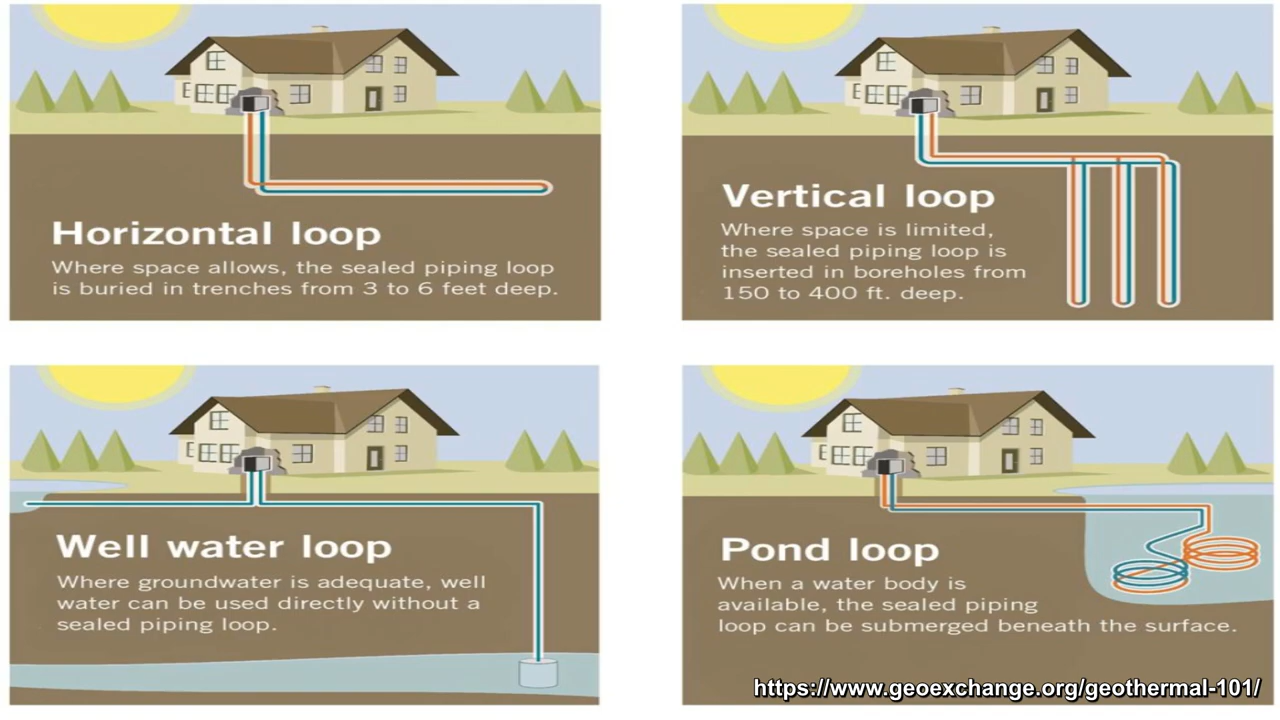 Horizontal loop
Where space allows, the sealed piping loop
is buried in trenches from 3 to 6 feet deep.
Vertical loop
Where space is limited,
the sealed piping loop is
inserted in boreholes from
150 to 400 ft. deep.
Well water loop
Where groundwater is adequate, well
water can be used directly without a
sealed piping loop.
Pond loop
When a water body is
available, the sealed piping
loop can be submerged beneath the surface.
https://www.geoexchange.org/geothermal-101/